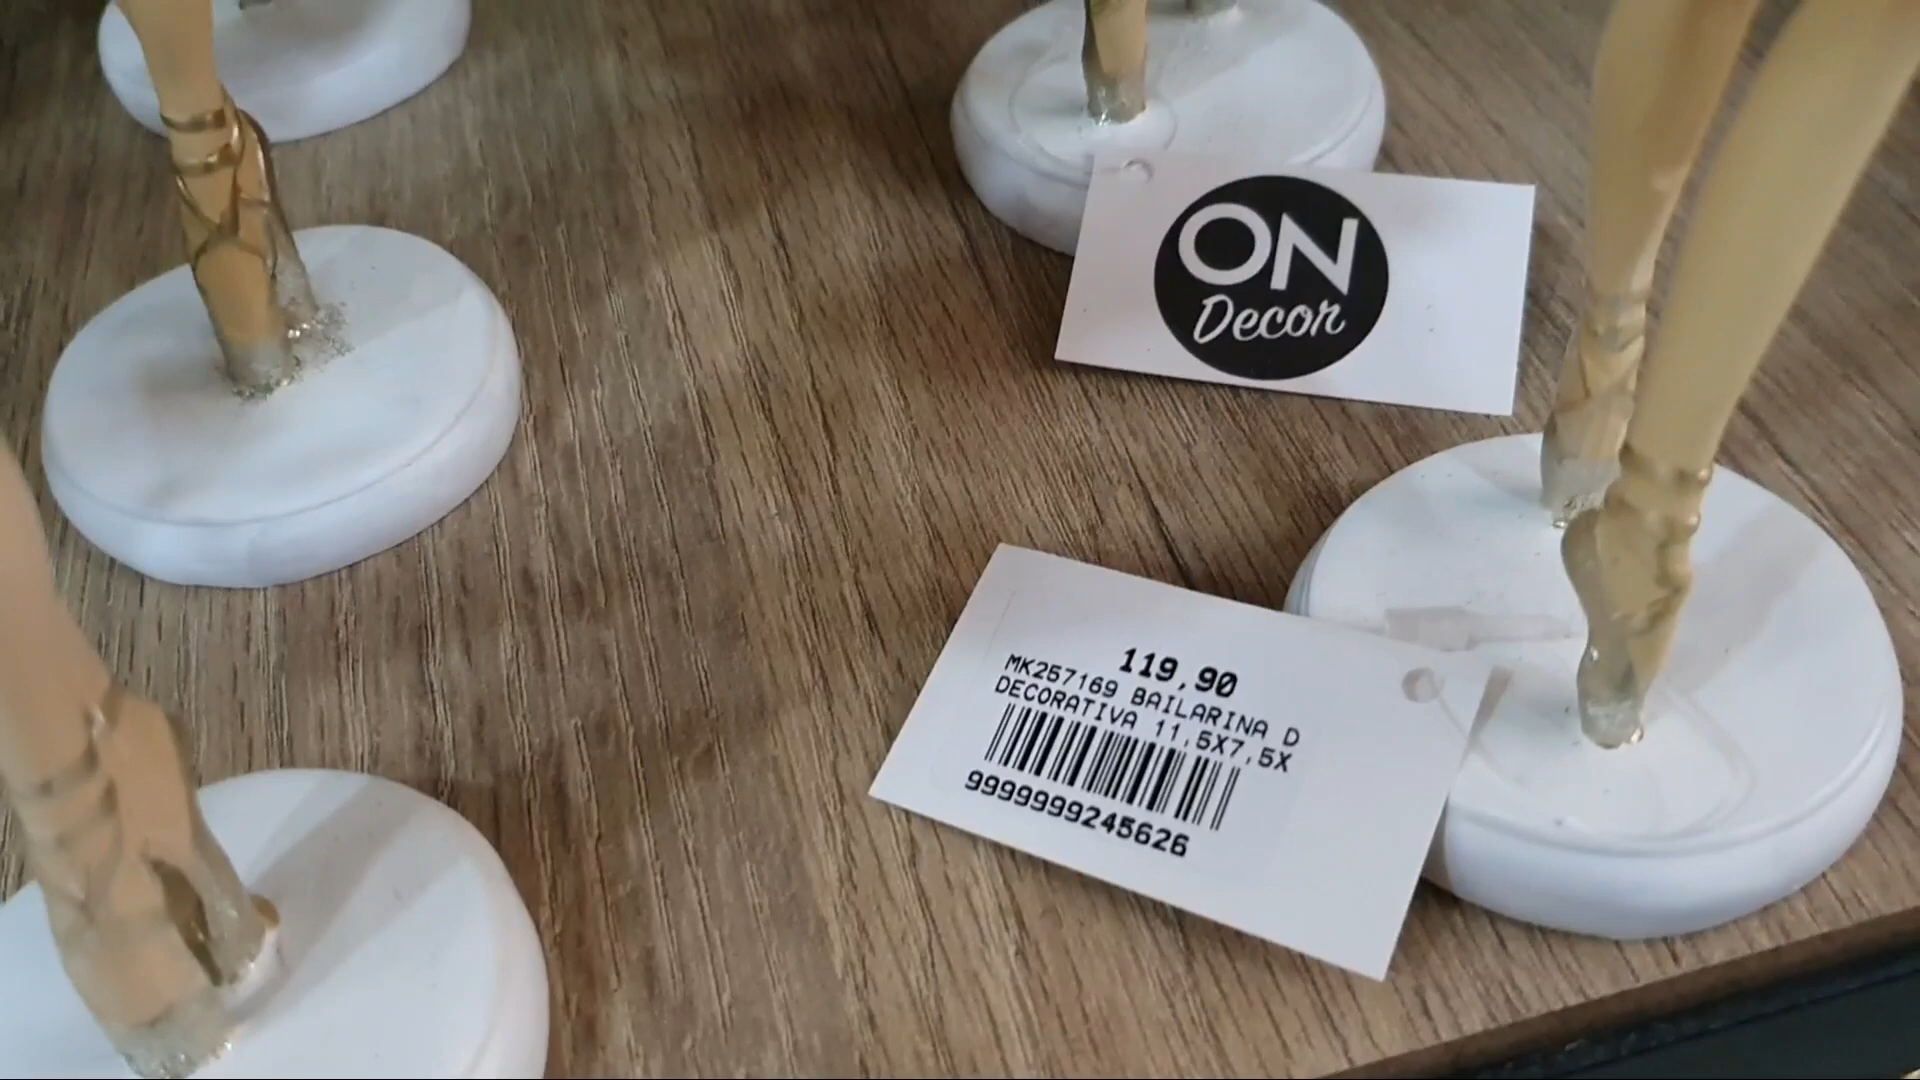 ON
Decor
119,90
MK257169 BAILARINA D
DECORATIVA 11,5X7,5X
9999999245626